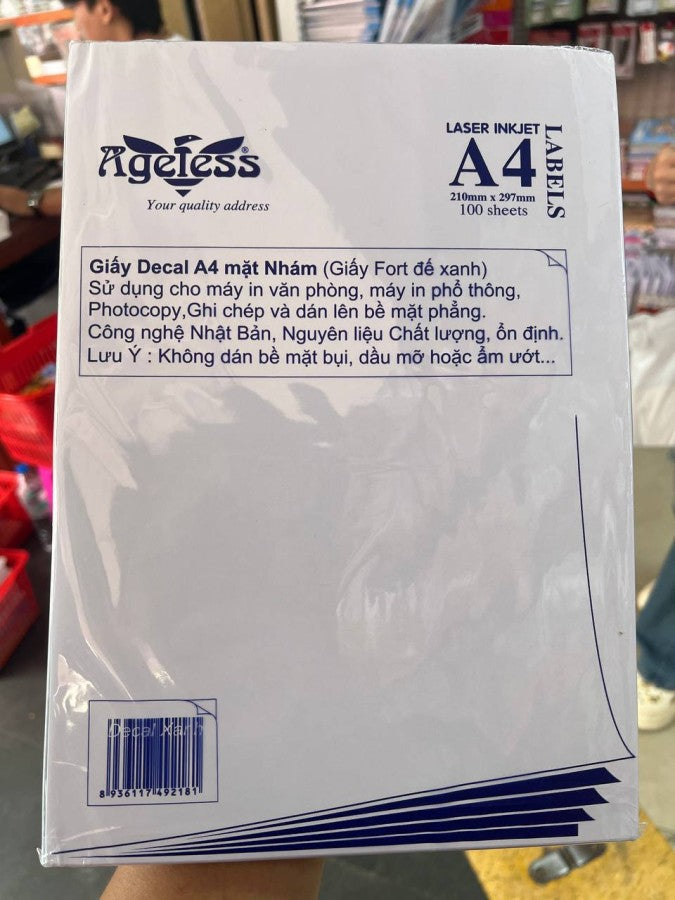 Ageless®
Your quality address
LASER INKJET
A4
210mm x 297mm
100 sheets
LABELS
Giấy Decal A4 mặt Nhám (Giấy Fort đế xanh)
Sử dụng cho máy in văn phòng, máy in phổ thông,
Photocopy,Ghi chép và dán lên bề mặt phẳng.
Công nghệ Nhật Bản, Nguyên liệu Chất lượng, ổn định.
Lưu Ý : Không dán bề mặt bụi, dầu mỡ hoặc ẩm ướt...
Decal Xanh
8 936117 492181